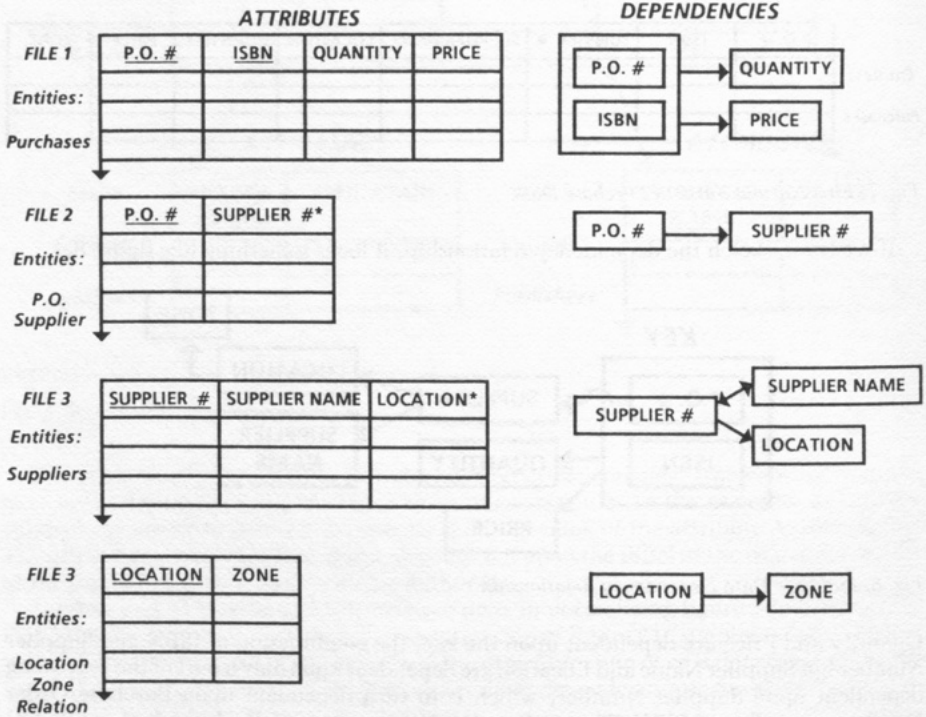 ATTRIBUTES
DEPENDENCIES
FILE 1
P.O. #
ISBN
QUANTITY
PRICE
Entities:
Purchases
P.O. #
QUANTITY
ISBN
PRICE
FILE 2
P.O. #
SUPPLIER #*
Entities:
P.O.
Supplier
P.O. #
SUPPLIER #
FILE 3
SUPPLIER #
SUPPLIER NAME
LOCATION*
Entities:
Suppliers
SUPPLIER #
SUPPLIER NAME
LOCATION
FILE 3
LOCATION
ZONE
Entities:
Location
Zone
Relation
LOCATION
ZONE